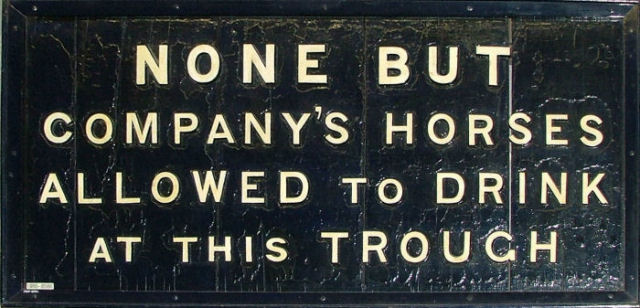 NONE BUT
COMPANY'S HORSES
ALLOWED TO DRINK
AT THIS TROUGH